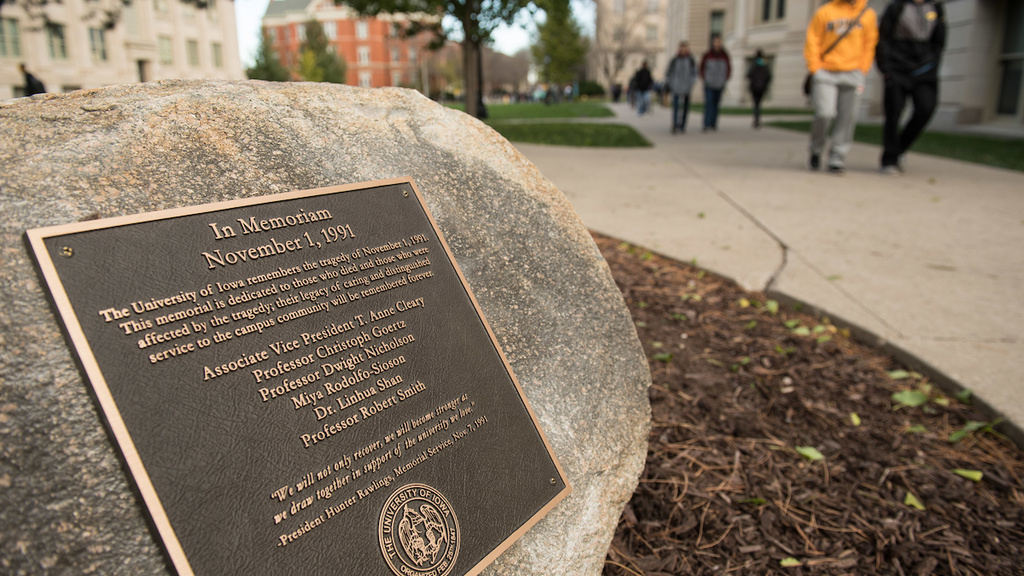 In Memoriam
November 1, 1991
The University of Iowa remembers the tragedy of November 1, 1991.
This memorial is dedicated to those who died and those who were
affected by the tragedy; their legacy of caring and distinguished
service to the campus community will be remembered forever.
Associate Vice President T. Anne Cleary
Professor Christoph Goertz
Professor Dwight Nicholson
Miya Rodolfo-Sioson
Dr. Linhua Shan
Professor Robert Smith
"We will not only recover, we will become stronger as
we draw together in support of the university we love."
-President Hunter Rawlings, Memorial Service, Nov. 7, 1991
THE UNIVERSITY OF IOWA
ORGANIZED FEB.